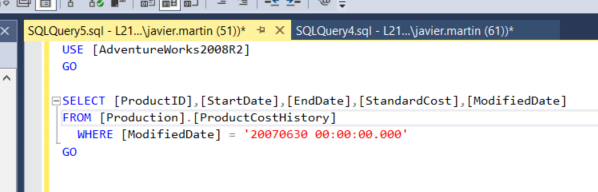 SQLQuery5.sql - L21...\javier.martin (51))* SQLQuery4.sql - L21...\javier.martin (61))*
USE [AdventureWorks2008R2]
GO
SELECT [ProductID],[StartDate],[EndDate],[StandardCost],[ModifiedDate]
FROM [Production].[ProductCostHistory]
WHERE [ModifiedDate] = '20070630 00:00:00.000'
GO